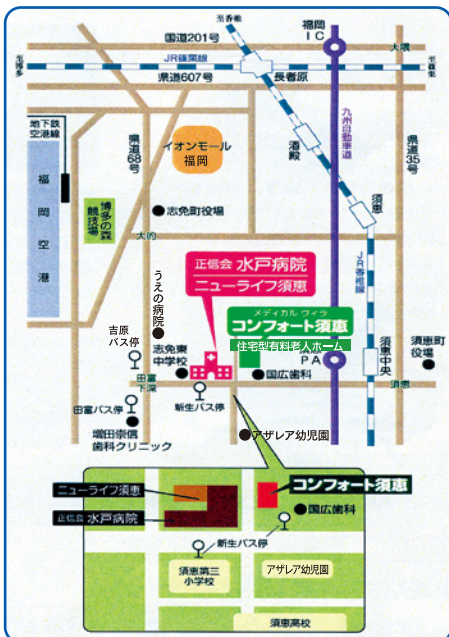 至香椎
福岡
IC
国道201号
大隈
至博多
JR篠栗線
至篠栗
県道607号
長者原
地下鉄
空港線
県道68号
イオンモール
福岡
酒殿
九州自動車道
県道35号
福岡空港
博多の森
競技場
志免町役場
須恵
大的
正信会 水戸病院
ニューライフ須恵
JR香椎線
うえの病院
メディカル ヴィラ
コンフォート須恵
住宅型有料老人ホーム
吉原
バス停
志免東
中学校
PA
須恵中央
須恵町
役場
国広歯科
田富
下深
新生バス停
須恵
田富バス停
増田崇信
歯科クリニック
アザレア幼児園
ニューライフ須恵
コンフォート須恵
正信会 水戸病院
国広歯科
新生バス停
須恵第三
小学校
アザレア幼児園
須恵高校